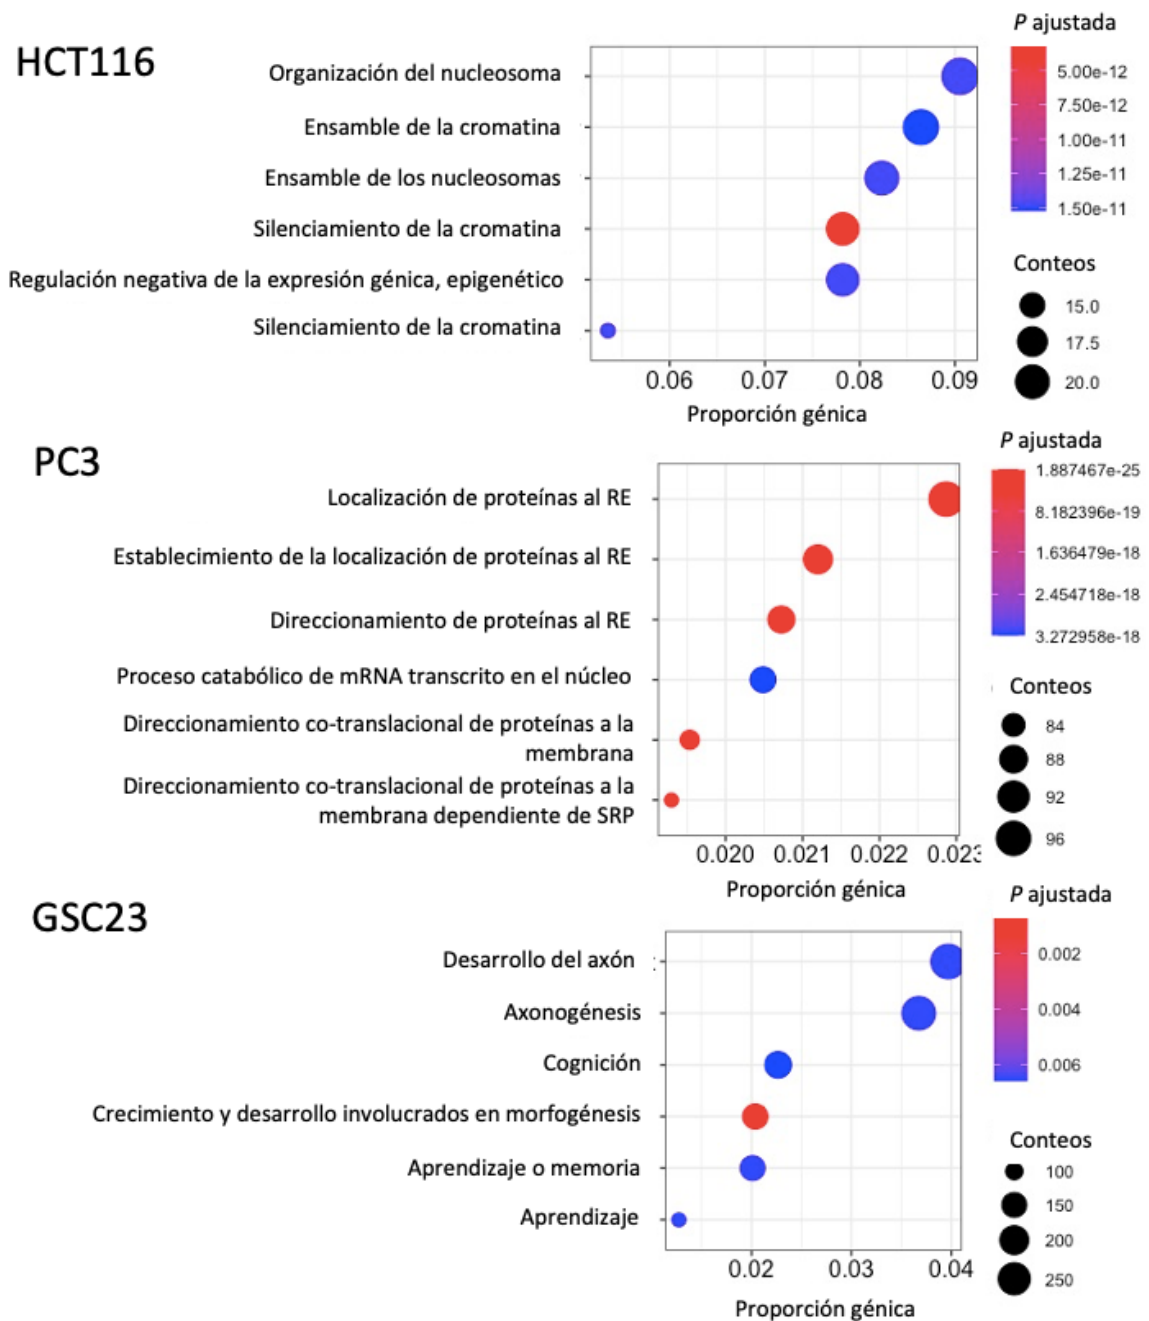 HCT116
Organización del nucleosoma
Ensamble de la cromatina
Ensamble de los nucleosomas
Silenciamiento de la cromatina
Regulación negativa de la expresión génica, epigenético
Silenciamiento de la cromatina
0.06 0.07 0.08 0.09
Proporción génica
P ajustada
5.00e-12
7.50e-12
1.00e-11
1.25e-11
1.50e-11
Conteos
15.0
17.5
20.0
PC3
Localización de proteínas al RE
Establecimiento de la localización de proteínas al RE
Direccionamiento de proteínas al RE
Proceso catabólico de mRNA transcrito en el núcleo
Direccionamiento co-translacional de proteínas a la
membrana
Direccionamiento co-translacional de proteínas a la
membrana dependiente de SRP
0.020 0.021 0.022 0.023
Proporción génica
P ajustada
1.887467e-25
8.182396e-19
1.636479e-18
2.454718e-18
3.272958e-18
Conteos
84
88
92
96
GSC23
Desarrollo del axón
Axonogénesis
Cognición
Crecimiento y desarrollo involucrados en morfogénesis
Aprendizaje o memoria
Aprendizaje
0.02 0.03 0.04
Proporción génica
P ajustada
0.002
0.004
0.006
Conteos
100
150
200
250